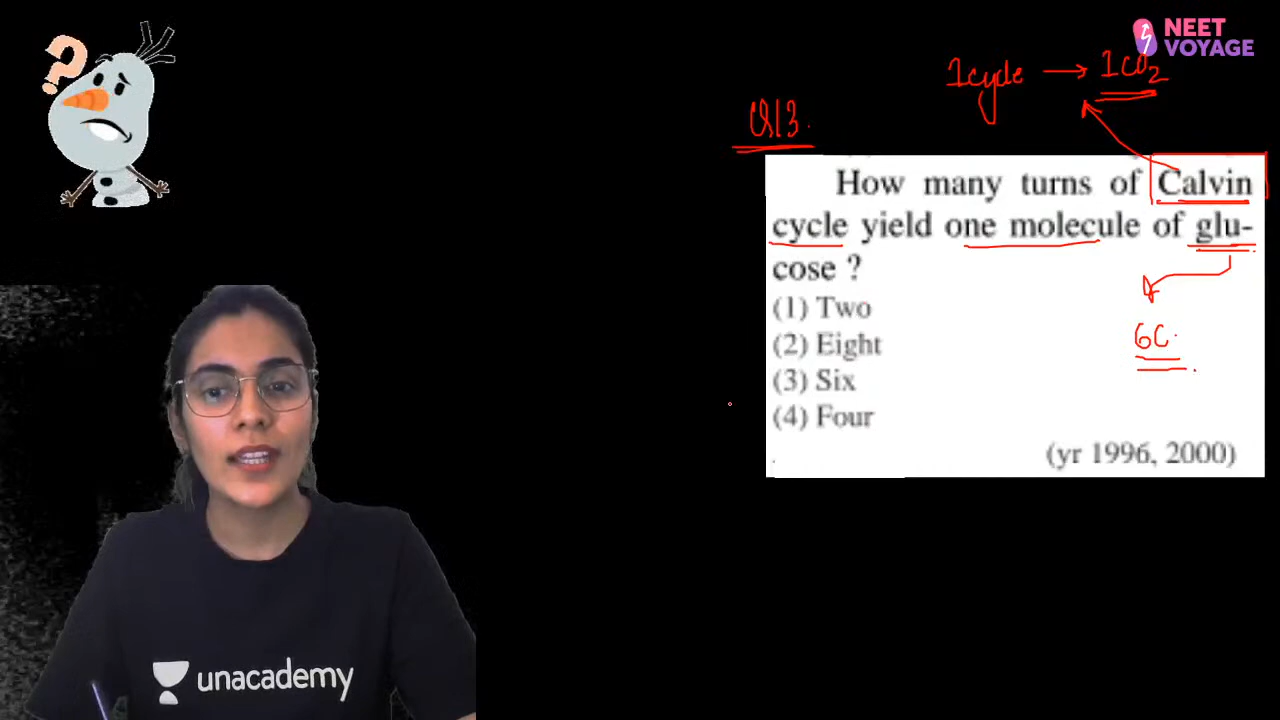 NEET
VOYAGE
1cycle → 1CO2
Q13.
How many turns of Calvin
cycle yield one molecule of glu-
cose ?
(1) Two
(2) Eight
(3) Six
(4) Four
(yr 1996, 2000)
6C.
unacademy